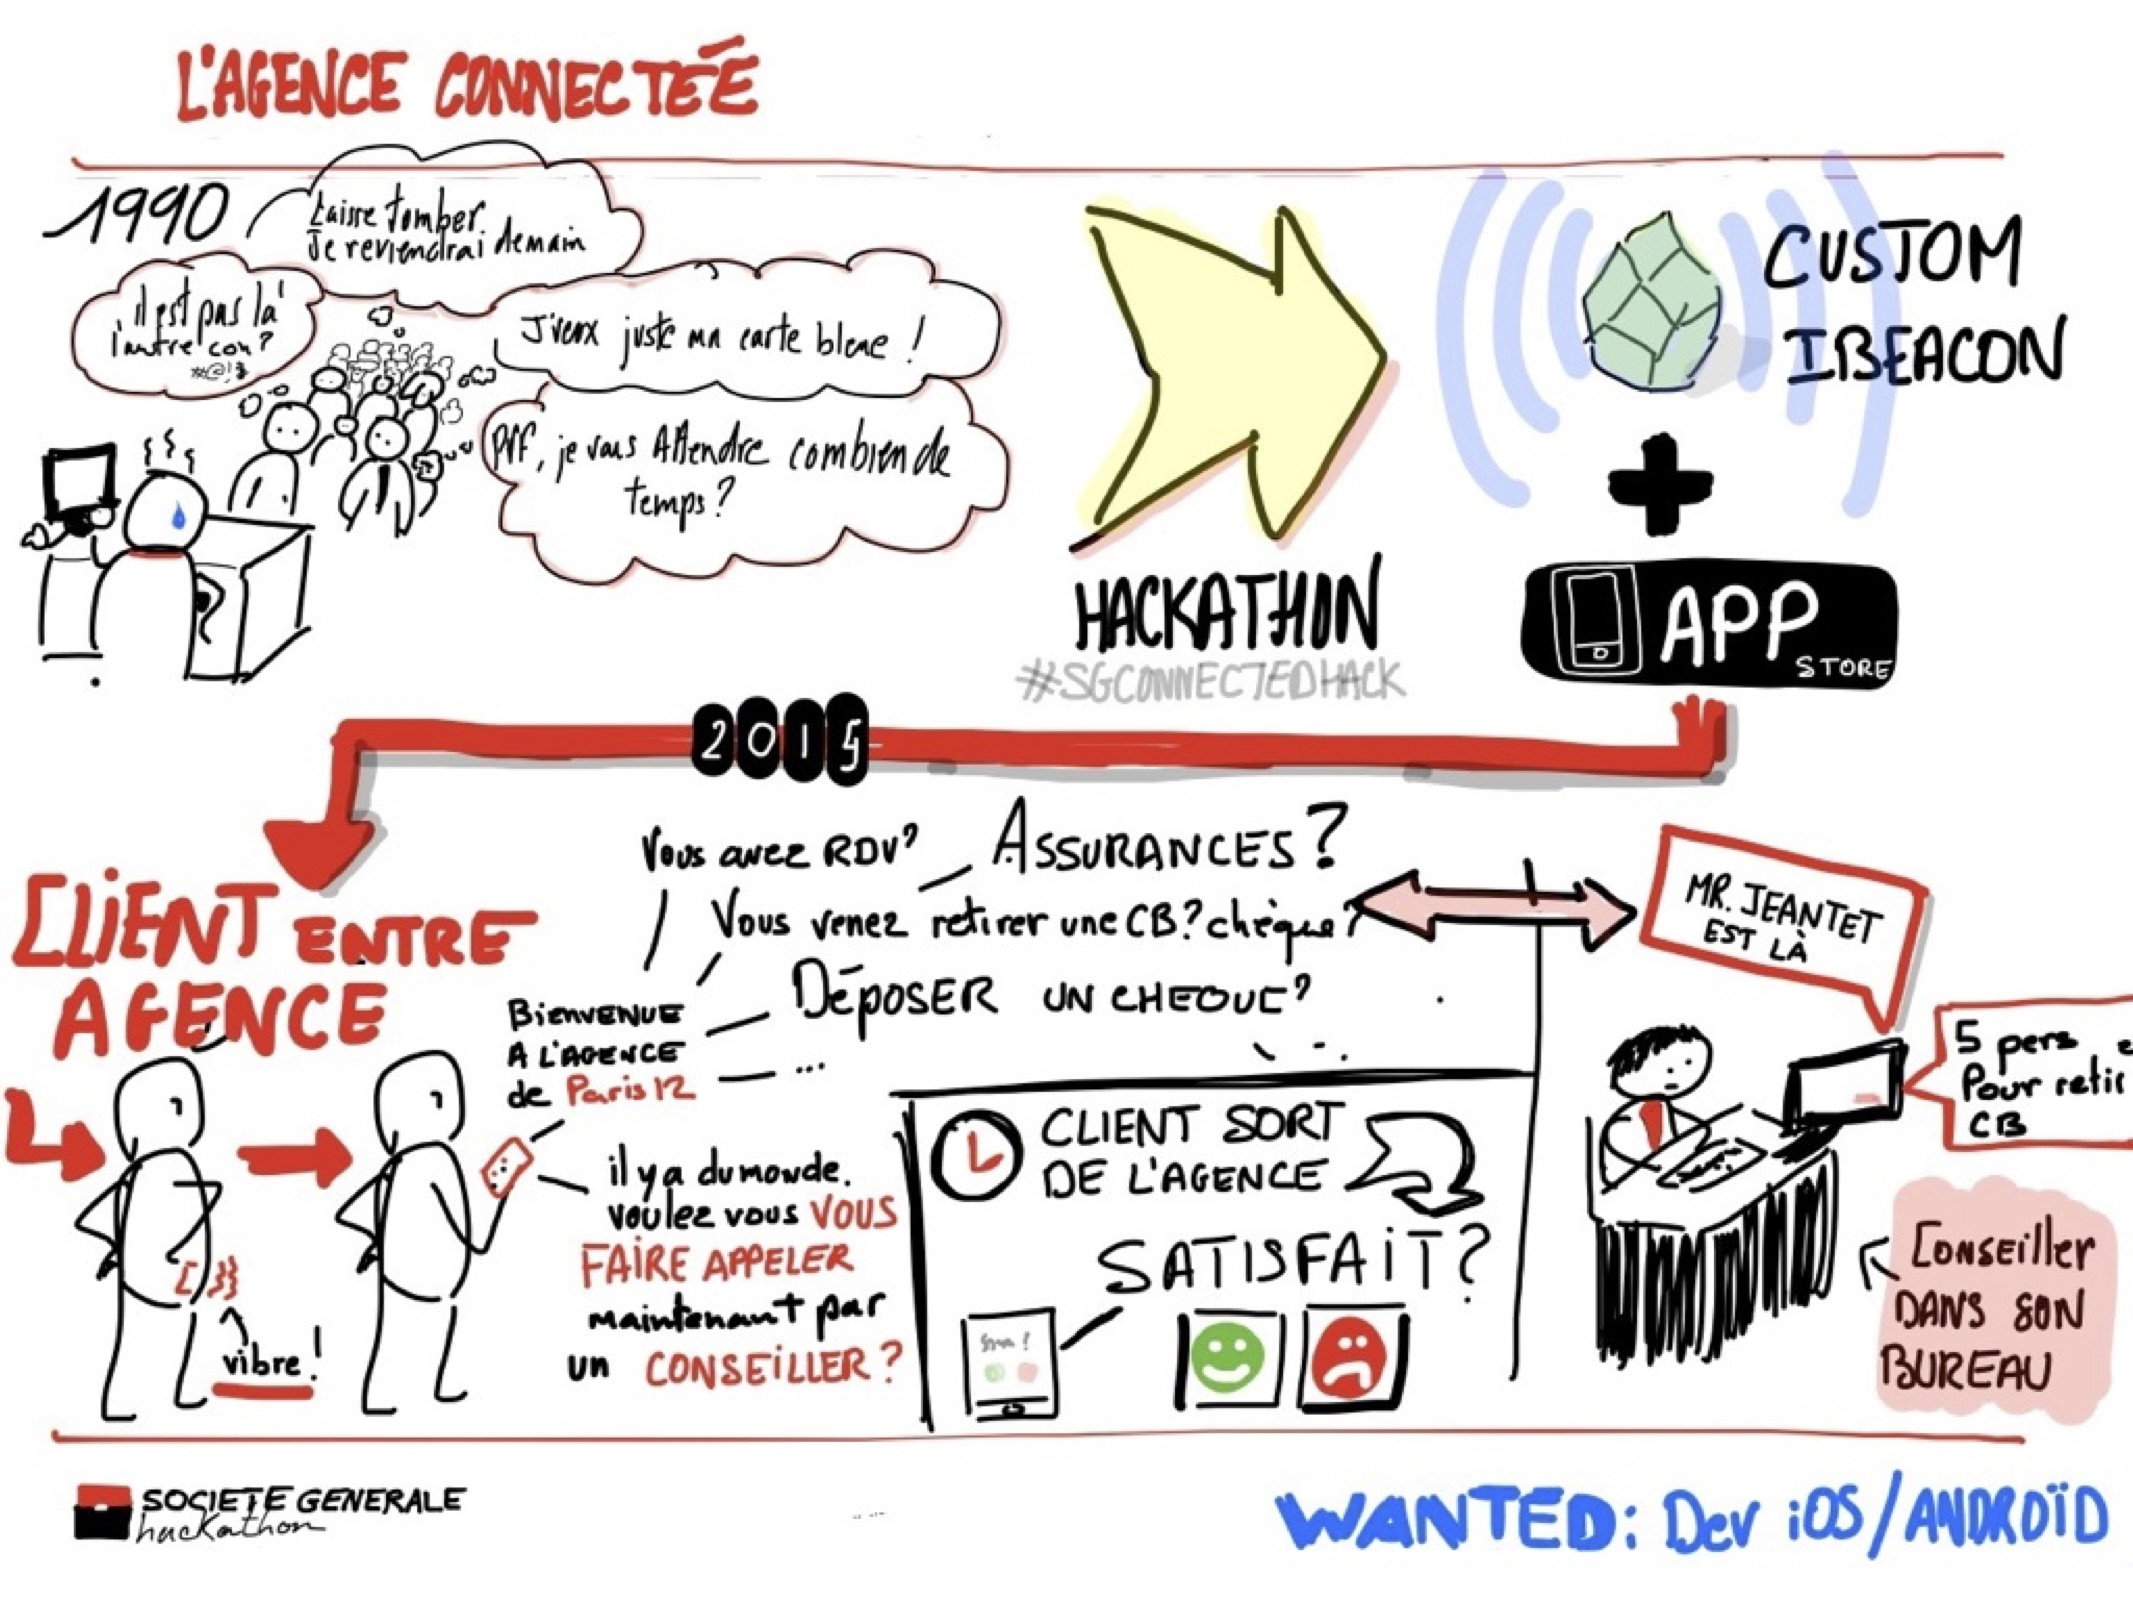 L'AGENCE CONNECTÉE
1990
Laisse tomber
Je reviendrai demain
il est pas là
l'autre con?
#@!$
J'veux juste ma carte bleue !
Pff, je vais Attendre combien de
temps?
HACKATHON
#SGCONNECTEDHACK
CUSTOM
IBEACON
+
APP
STORE
2015
CLIENT ENTRE
AGENCE
vibre!
Vous avez RDV?
ASSURANCES?
Vous venez retirer une CB? chèque?
DÉPOSER UN CHEQUE?
...
BIENVENUE
A L'AGENCE
de Paris 12
il y a du monde.
voulez vous VOUS
FAIRE APPELER
maintenant par
un CONSEILLER?
CLIENT SORT
DE L'AGENCE
SATISFAIT?
MR. JEANTET
EST LÀ
5 pers
Pour retir
CB
CONSEILLER
DANS SON
BUREAU
SOCIETE GENERALE
hackathon
WANTED: Dev iOS/ANDROÏD